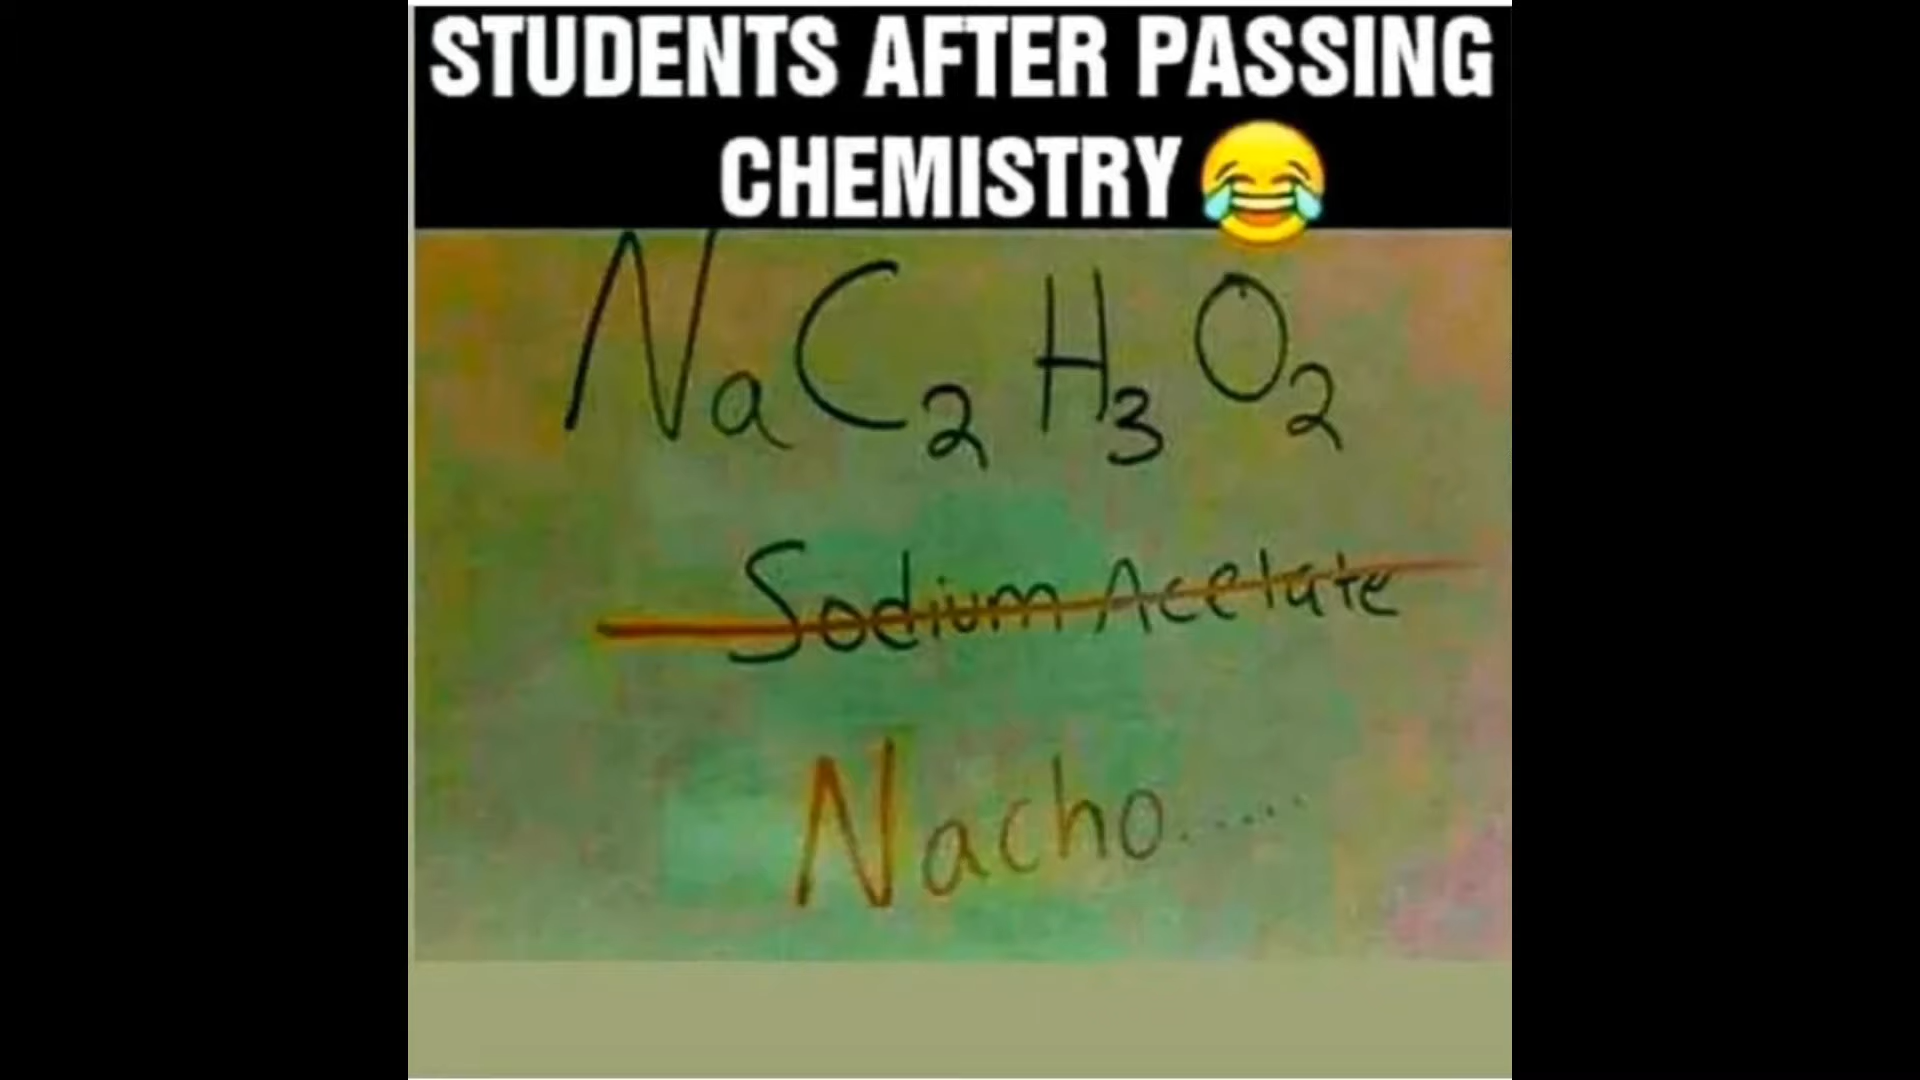 STUDENTS AFTER PASSING
CHEMISTRY 😂
NaC₂H₃O₂
Sodium Acetate
Nacho.....